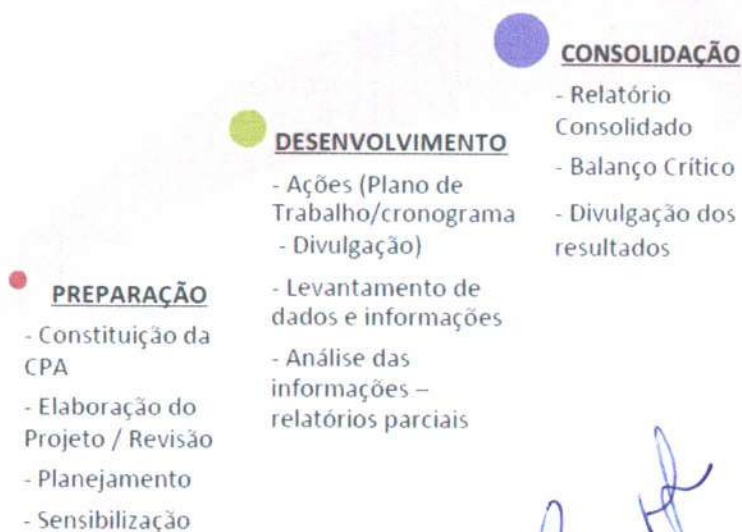 PREPARAÇÃO
- Constituição da
CPA
- Elaboração do
Projeto / Revisão
- Planejamento
- Sensibilização
DESENVOLVIMENTO
- Ações (Plano de
Trabalho/cronograma
- Divulgação)
- Levantamento de
dados e informações
- Análise das
informações –
relatórios parciais
CONSOLIDAÇÃO
- Relatório
Consolidado
- Balanço Crítico
- Divulgação dos
resultados